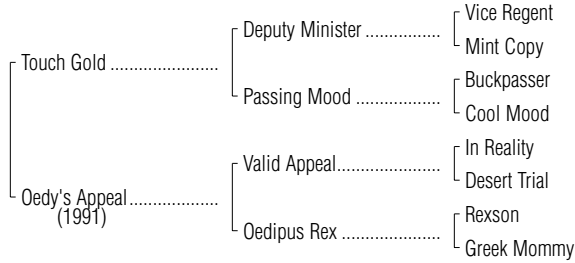 Vice Regent
Deputy Minister ..................
Mint Copy
Touch Gold ..........................
Buckpasser
Passing Mood ....................
Cool Mood
In Reality
Valid Appeal........................
Desert Trial
Oedy's Appeal......................
(1991)
Rexson
Oedipus Rex .......................
Greek Mommy